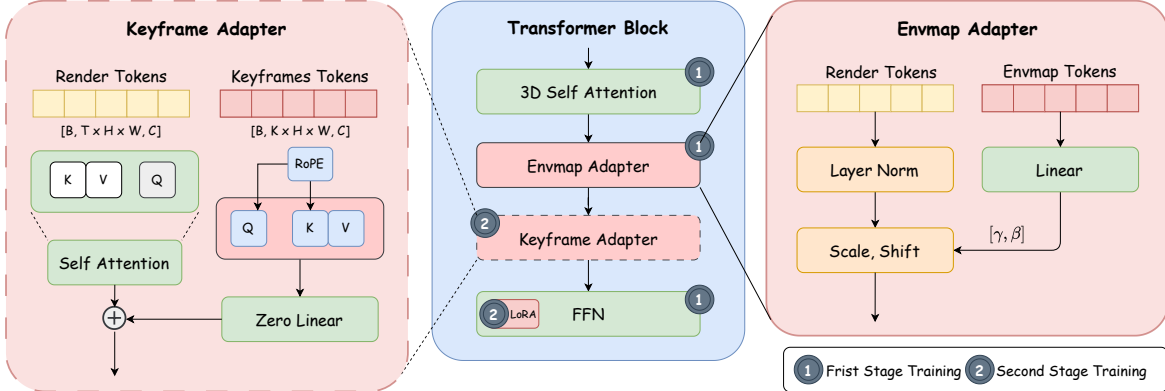 Keyframe Adapter
Render Tokens
Keyframes Tokens
[B, T x H x W, C]
[B, K x H x W, C]
K
V
Q
RoPE
Q
K
V
Self Attention
Zero Linear
+
Transformer Block
1
3D Self Attention
1
Envmap Adapter
2
Keyframe Adapter
1
2
LoRA
FFN
Envmap Adapter
Render Tokens
Envmap Tokens
Layer Norm
Linear
Scale, Shift
[γ, β]
1 Frist Stage Training 2 Second Stage Training